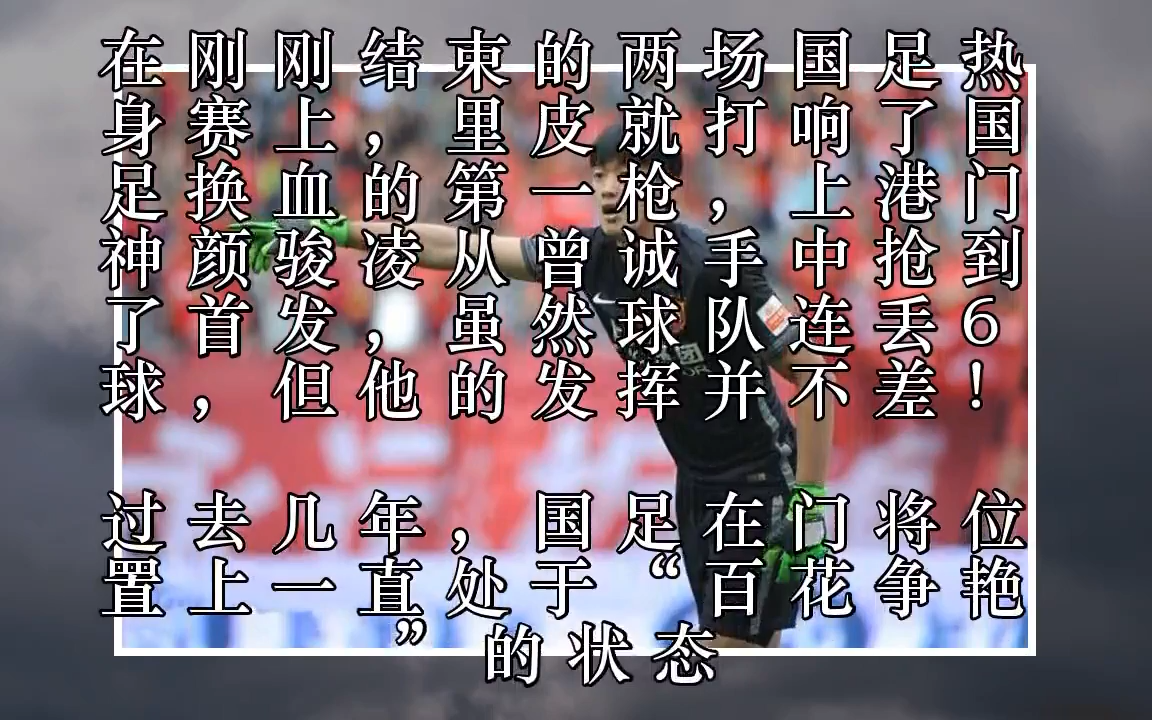 在刚刚结束的两场国足热
身赛上，里皮就打响了国
足换血的第一枪，上港门
神颜骏凌从曾诚手中抢到
了首发，虽然球队连丢6
球，但他的发挥并不差！
过去几年，国足在门将位
置上一直处于“百花争艳
”的状态